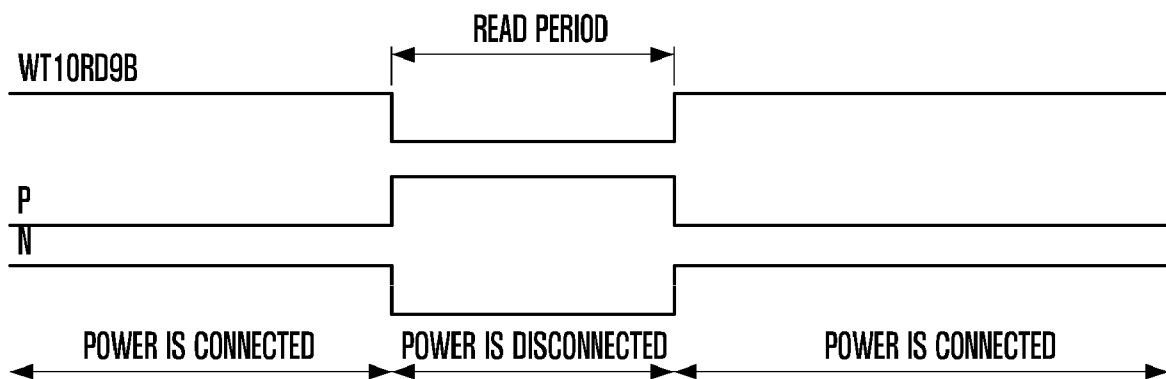 READ PERIOD
WT10RD9B
P
N
POWER IS CONNECTED POWER IS DISCONNECTED POWER IS CONNECTED